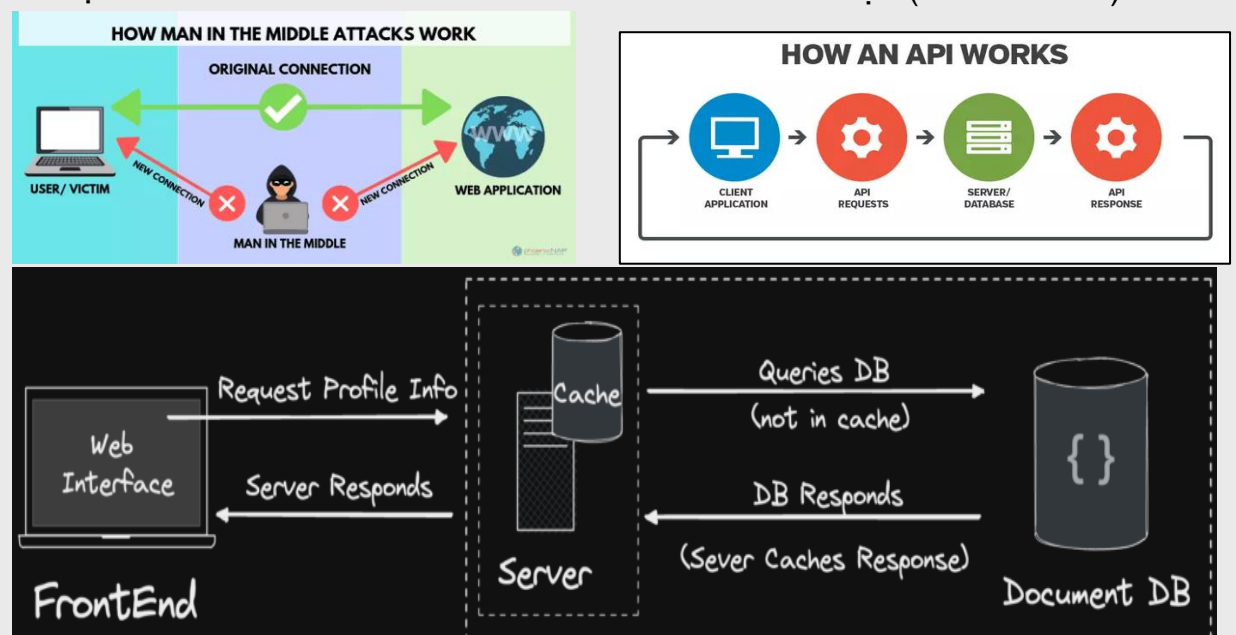 HOW MAN IN THE MIDDLE ATTACKS WORK
ORIGINAL CONNECTION
WWW
NEW CONNECTION
NEW CONNECTION
USER/ VICTIM
WEB APPLICATION
MAN IN THE MIDDLE
HOW AN API WORKS
CLIENT
APPLICATION
API
REQUESTS
SERVER/
DATABASE
API
RESPONSE
Request Profile Info
Cache
Queries DB
(not in cache)
Web
Interface
{}
Server Responds
DB Responds
(Sever Caches Response)
Server
FrontEnd
Document DB